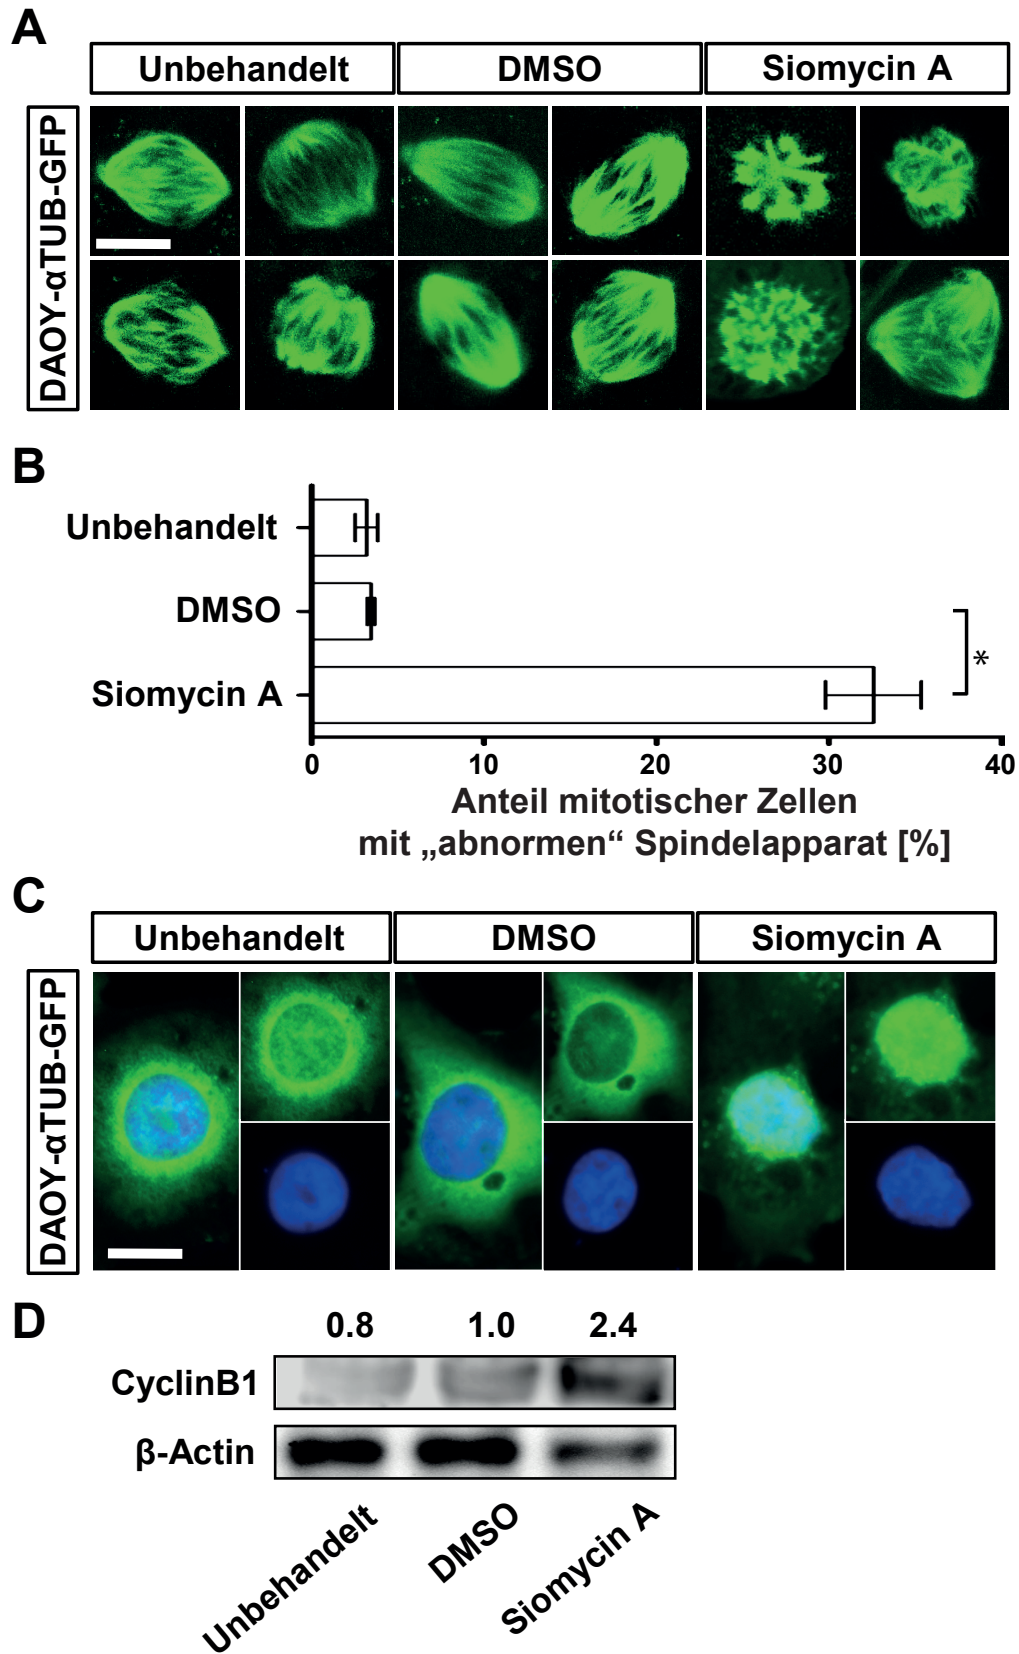 A
Unbehandelt DMSO Siomycin A
DAOY-αTUB-GFP
B
Unbehandelt
DMSO
Siomycin A
*
0 10 20 30 40
Anteil mitotischer Zellen
mit „abnormen“ Spindelapparat [%]
C
Unbehandelt DMSO Siomycin A
DAOY-αTUB-GFP
D
0.8 1.0 2.4
CyclinB1
β-Actin
Unbehandelt DMSO Siomycin A